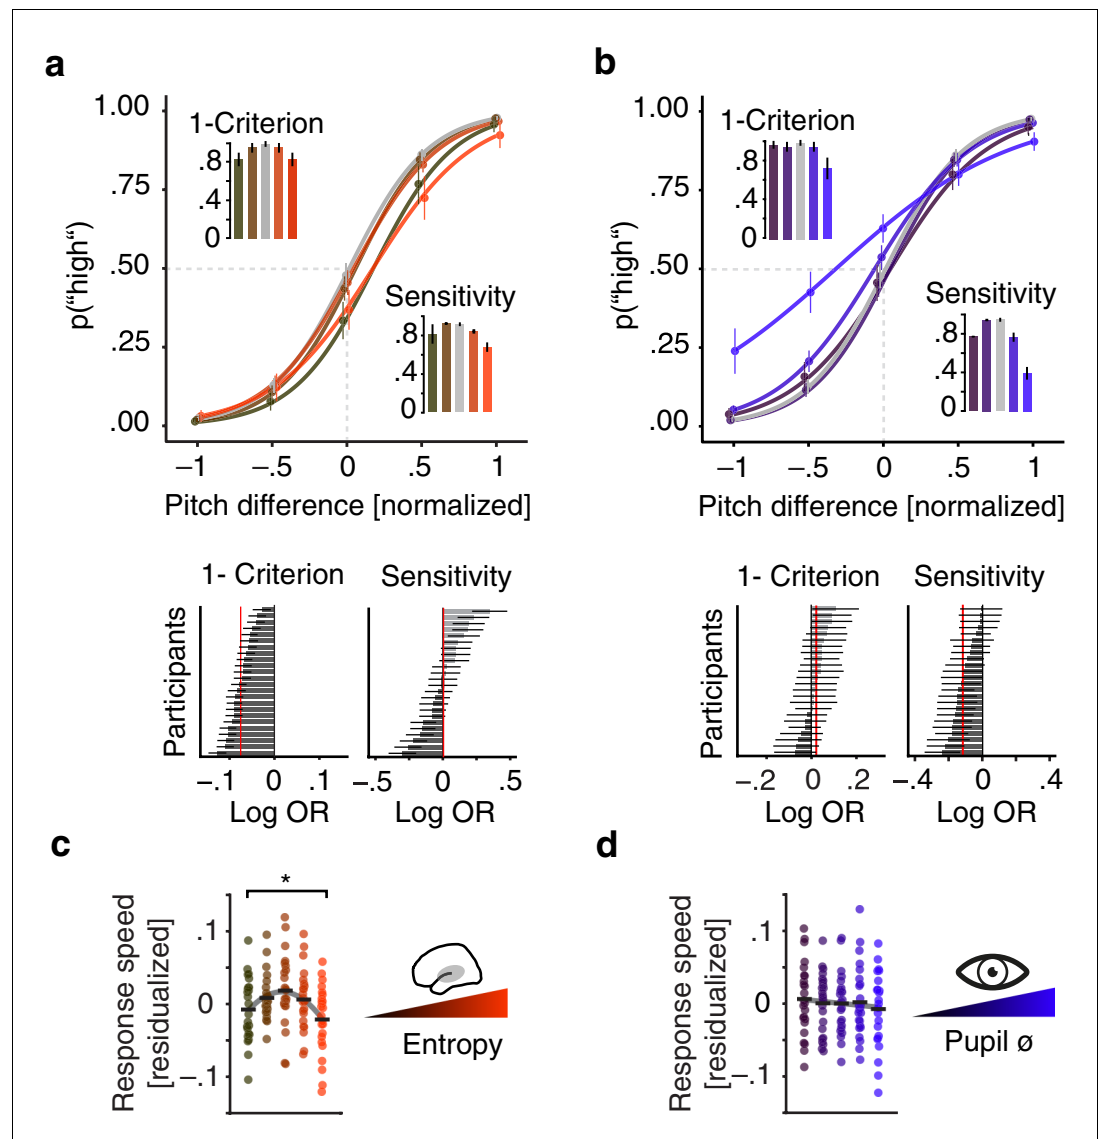 a
1.00
.75
.50
.25
.00
p(“high“)
1-Criterion
.8
.4
0
Sensitivity
.8
.4
0
–1
–.5
0
.5
1
Pitch difference [normalized]
b
1.00
.75
.50
.25
.00
p(“high“)
1-Criterion
.8
.4
0
Sensitivity
.8
.4
0
–1
–.5
0
.5
1
Pitch difference [normalized]
1- Criterion
Sensitivity
Participants
–.1
0
.1
–.5
0
.5
Log OR
Log OR
1- Criterion
Sensitivity
Participants
–.2
0
.2
–.4
0
.4
Log OR
Log OR
c
*
Response speed
[residualized]
.1
0
–.1
Entropy
d
Response speed
[residualized]
.1
0
–.1
Pupil ø